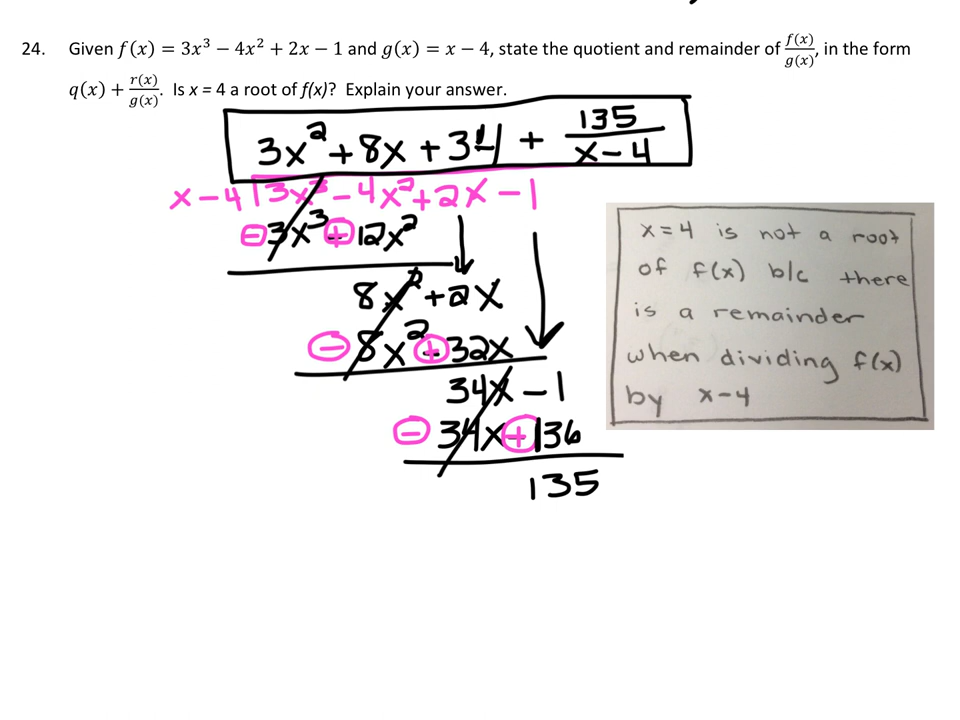 24. Given f(x) = 3x³ − 4x² + 2x − 1 and g(x) = x − 4, state the quotient and remainder of f(x)/g(x), in the form
q(x) + r(x)/g(x). Is x = 4 a root of f(x)? Explain your answer.
3x² + 8x + 34 + 135/(x − 4)
x − 4 3x³ − 4x² + 2x − 1
− 3x³ + 12x²
8x² + 2x
− 8x² + 32x
34x − 1
− 34x + 136
135
x = 4 is not a root
of f(x) b/c there
is a remainder
when dividing f(x)
by x − 4